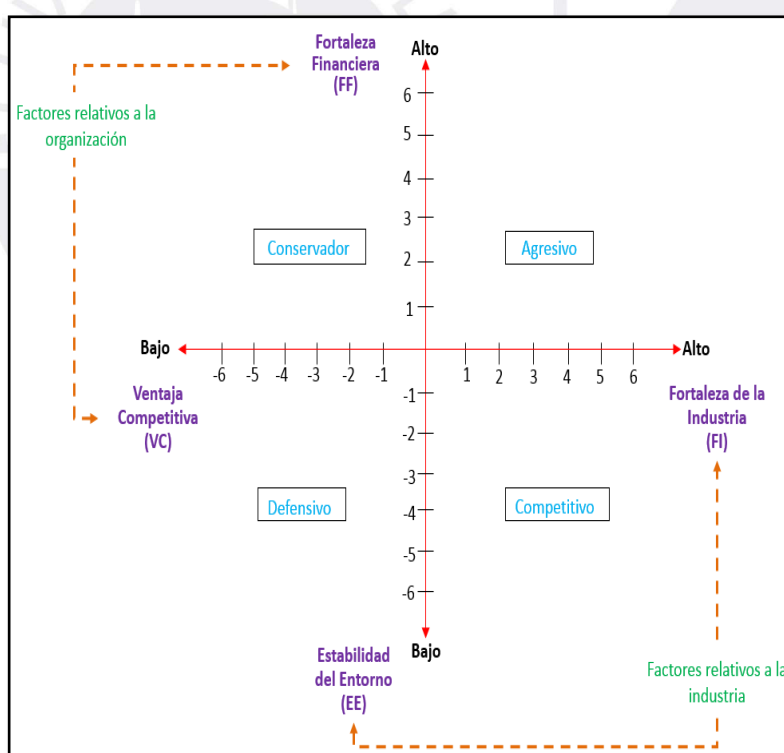 Fortaleza
Financiera
(FF)
Alto
Factores relativos a la
organización
6
5
4
3
2
1
Conservador
Agresivo
Bajo
Alto
-6 -5 -4 -3 -2 -1 1 2 3 4 5 6
Ventaja
Competitiva
(VC)
Fortaleza de la
Industria
(FI)
-1
-2
-3
-4
-5
-6
Defensivo
Competitivo
Bajo
Estabilidad
del Entorno
(EE)
Factores relativos a la
industria